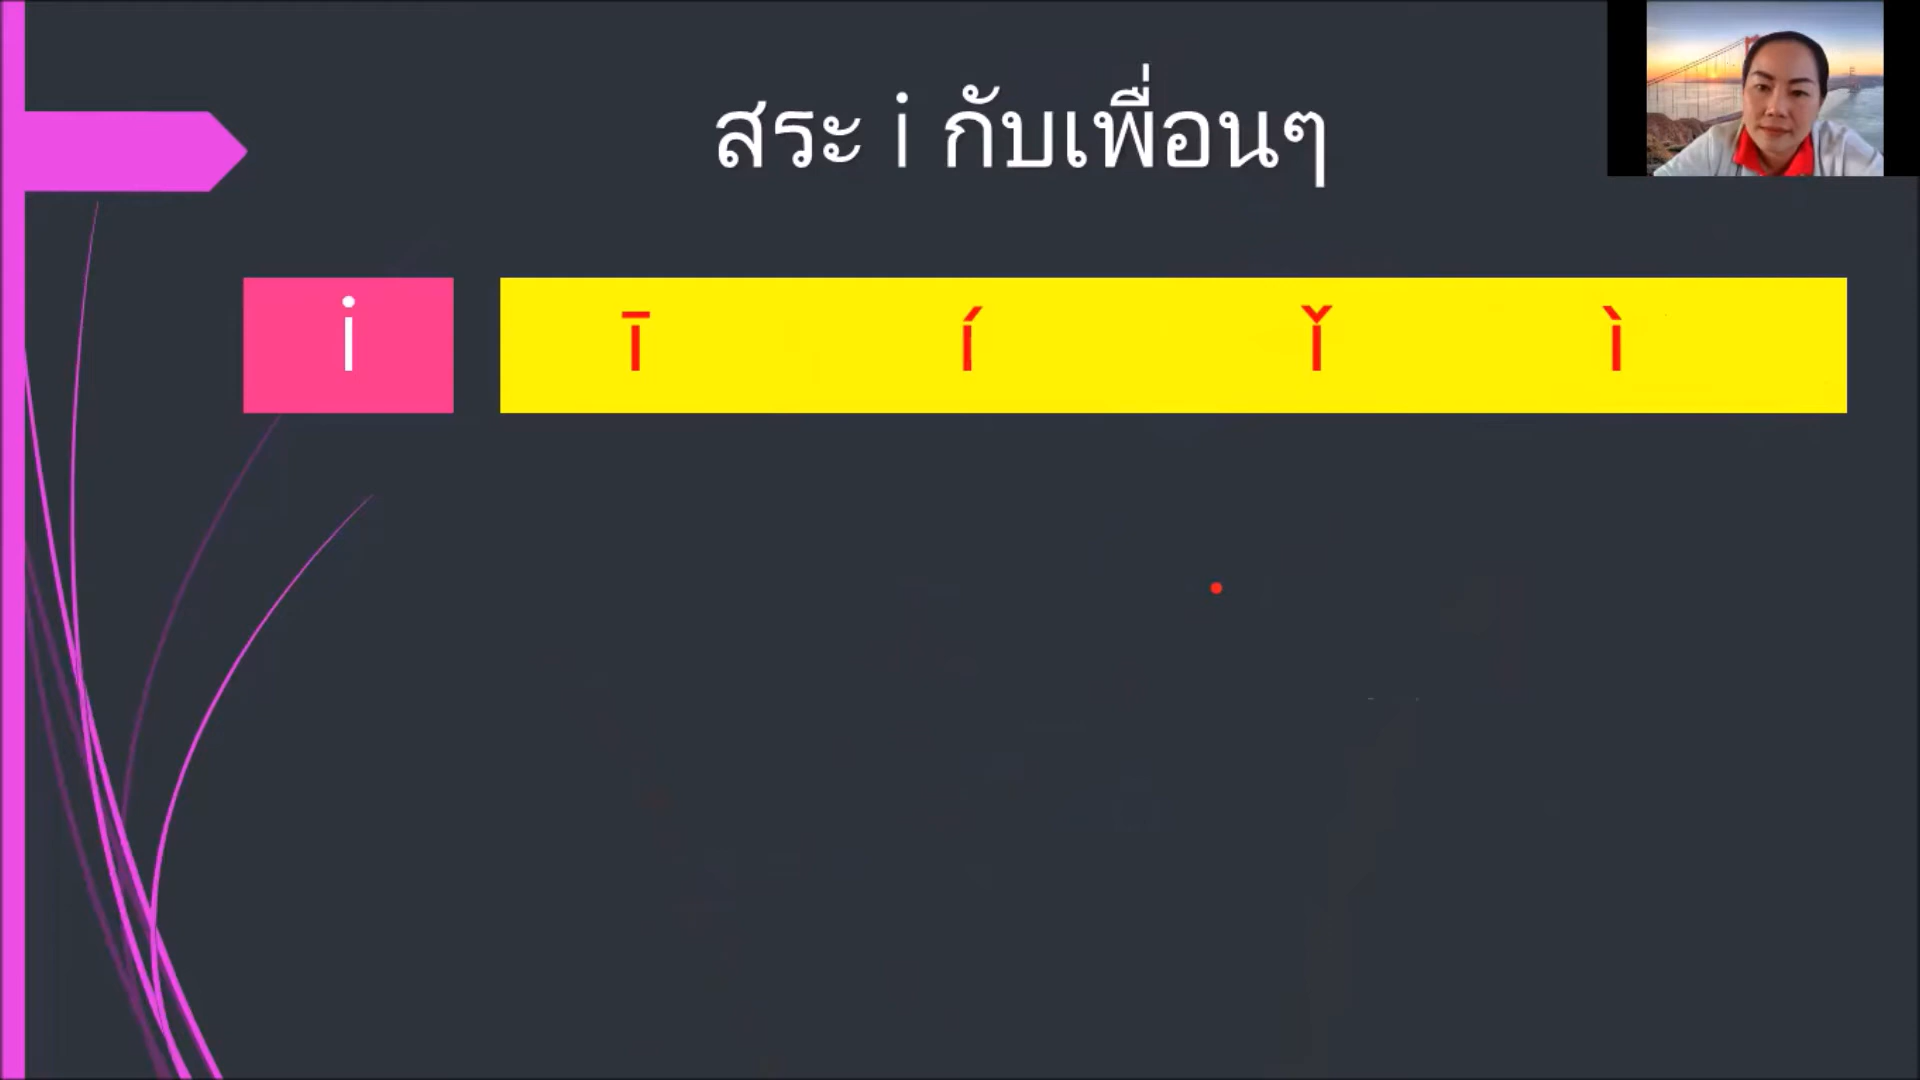 สระ i กับเพื่อนๆ
i ī í ǐ ì